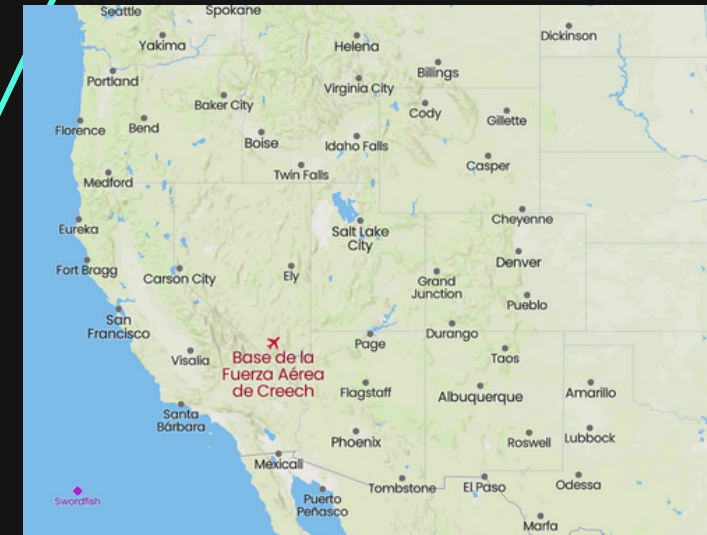 Seattle
Spokane
Yakima
Helena
Dickinson
Billings
Portland
Virginia City
Baker City
Cody
Gillette
Florence
Bend
Boise
Idaho Falls
Casper
Twin Falls
Medford
Cheyenne
Eureka
Salt Lake
City
Denver
Fort Bragg
Carson City
Ely
Grand
Junction
Pueblo
San
Francisco
Durango
Page
Taos
Visalia
Base de la
Fuerza Aérea
de Creech
Flagstaff
Albuquerque
Amarillo
Santa
Bárbara
Phoenix
Roswell
Lubbock
Mexicali
Tombstone
El Paso
Odessa
Swordfish
Puerto
Peñasco
Marfa